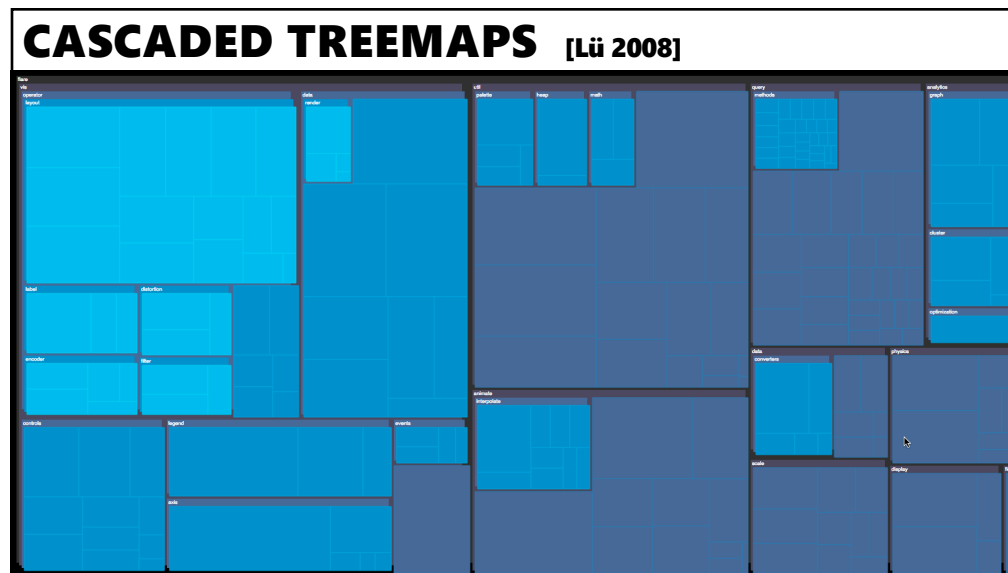 CASCADED TREEMAPS [Lü 2008]
flare
vis
util
query
analytics
operator
data
palette
heap
math
methods
graph
layout
render
cluster
label
distortion
optimization
data
physics
encoder
filter
converters
animate
interpolate
controls
legend
events
scale
display
axis